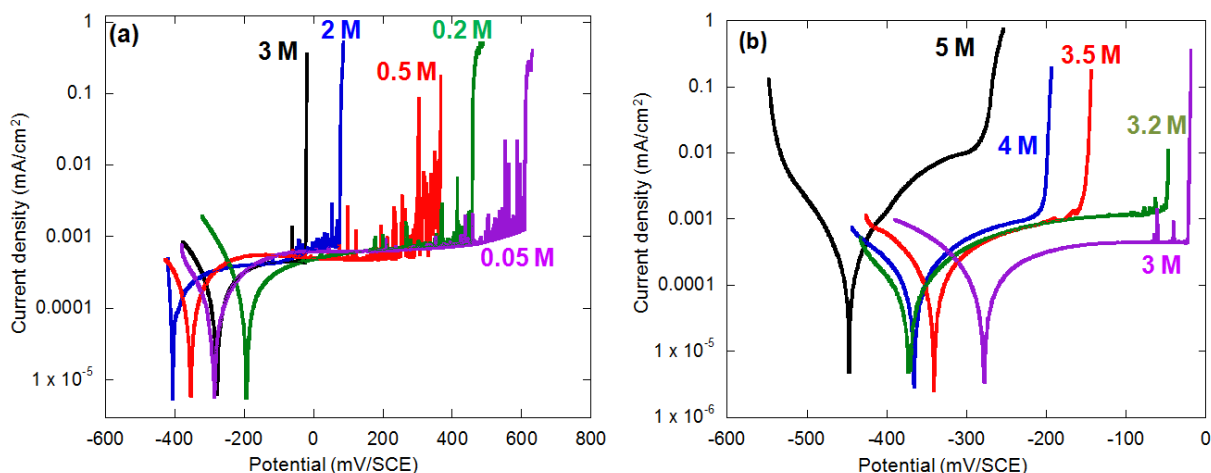 (a)
3 M
2 M
0.5 M
0.2 M
0.05 M
1
0.1
0.01
0.001
0.0001
1 x 10⁻⁵
Current density (mA/cm²)
-600 -400 -200 0 200 400 600 800
Potential (mV/SCE)
(b)
5 M
4 M
3.5 M
3.2 M
3 M
1
0.1
0.01
0.001
0.0001
1 x 10⁻⁵
1 x 10⁻⁶
Current density (mA/cm²)
-600 -500 -400 -300 -200 -100 0
Potential (mV/SCE)